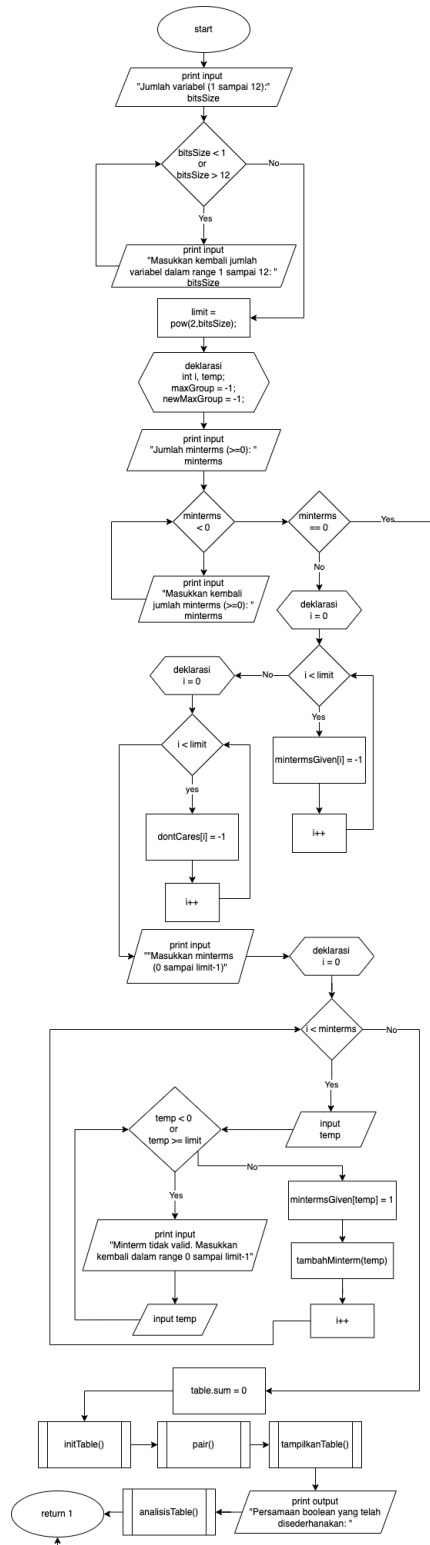 start
print input
"Jumlah variabel (1 sampai 12):"
bitsSize
bitsSize < 1
or
bitsSize > 12
No
Yes
print input
"Masukkan kembali jumlah
variabel dalam range 1 sampai 12: "
bitsSize
limit =
pow(2,bitsSize);
deklarasi
int i, temp;
maxGroup = -1;
newMaxGroup = -1;
print input
"Jumlah minterms (>=0): "
minterms
minterms
< 0
minterms
== 0
Yes
No
print input
"Masukkan kembali
jumlah minterms (>=0): "
minterms
deklarasi
i = 0
i < limit
No
Yes
mintermsGiven[i] = -1
i++
deklarasi
i = 0
i < limit
yes
dontCares[i] = -1
i++
print input
""Masukkan minterms
(0 sampai limit-1)"
deklarasi
i = 0
i < minterms
No
Yes
input
temp
temp < 0
or
temp >= limit
No
Yes
mintermsGiven[temp] = 1
print input
"Minterm tidak valid. Masukkan
kembali dalam range 0 sampai limit-1"
tambahMinterm(temp)
input temp
i++
table.sum = 0
initTable()
pair()
tampilkanTable()
print output
"Persamaan boolean yang telah
disederhanakan: "
analisisTable()
return 1